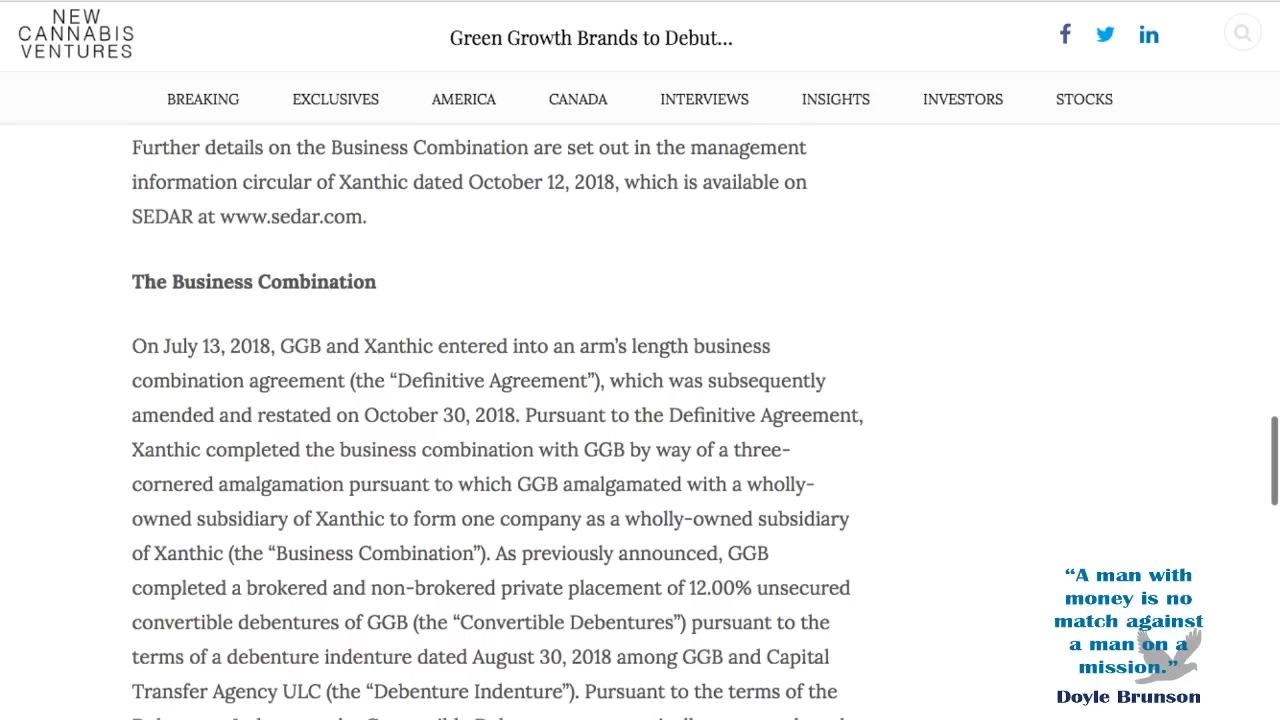 NEW
CANNABIS
VENTURES
Green Growth Brands to Debut...
BREAKING EXCLUSIVES AMERICA CANADA INTERVIEWS INSIGHTS INVESTORS STOCKS
Further details on the Business Combination are set out in the management
information circular of Xanthic dated October 12, 2018, which is available on
SEDAR at www.sedar.com.
The Business Combination
On July 13, 2018, GGB and Xanthic entered into an arm’s length business
combination agreement (the “Definitive Agreement”), which was subsequently
amended and restated on October 30, 2018. Pursuant to the Definitive Agreement,
Xanthic completed the business combination with GGB by way of a three-
cornered amalgamation pursuant to which GGB amalgamated with a wholly-
owned subsidiary of Xanthic to form one company as a wholly-owned subsidiary
of Xanthic (the “Business Combination”). As previously announced, GGB
completed a brokered and non-brokered private placement of 12.00% unsecured
convertible debentures of GGB (the “Convertible Debentures”) pursuant to the
terms of a debenture indenture dated August 30, 2018 among GGB and Capital
Transfer Agency ULC (the “Debenture Indenture”). Pursuant to the terms of the
“A man with
money is no
match against
a man on a
mission.”
Doyle Brunson